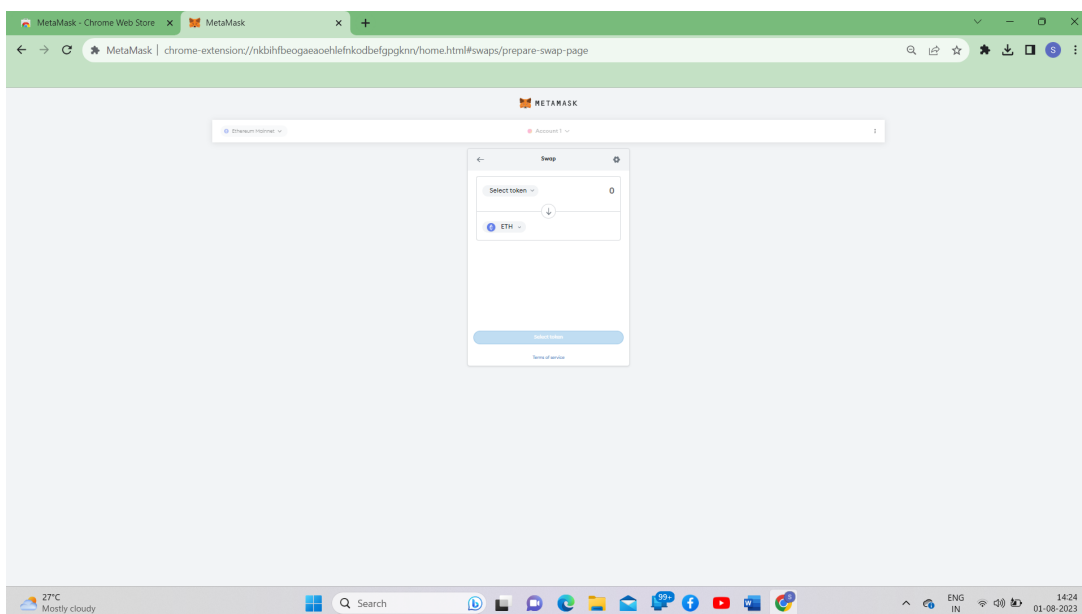 MetaMask - Chrome Web Store
MetaMask
MetaMask | chrome-extension://nkbihfbeogaeaoehlefnkodbefgpgknn/home.html#swaps/prepare-swap-page
S
METAMASK
Ethereum Mainnet
Account 1
Swap
Select token
0
ETH
Select token
Terms of service
27°C
Mostly cloudy
Search
99+
ENG
IN
14:24
01-08-2023